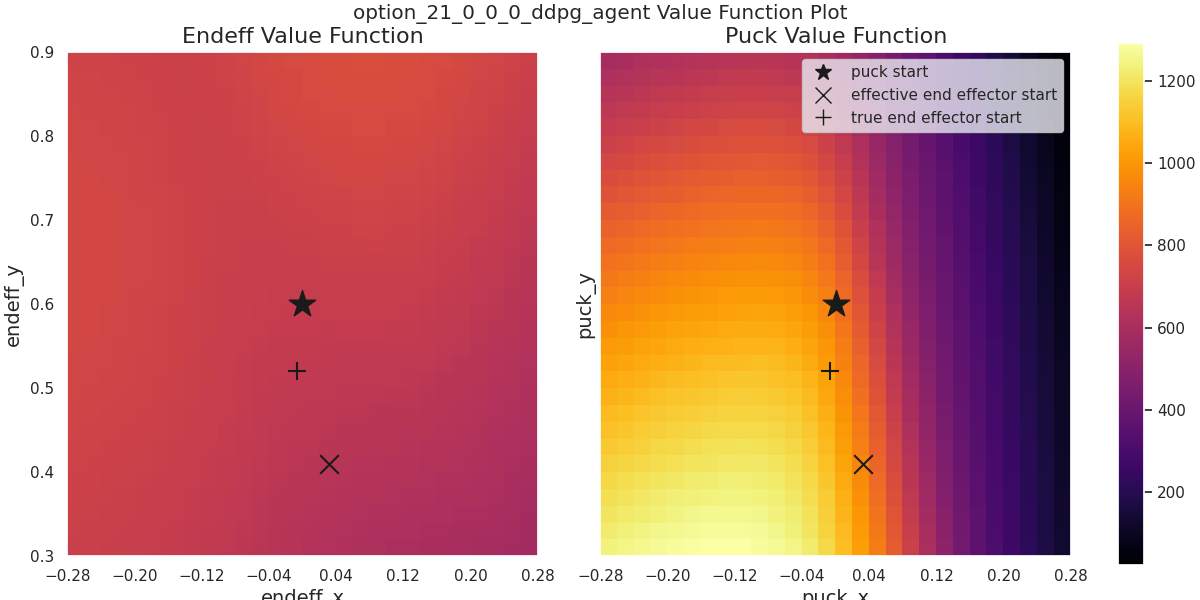 option_21_0_0_0_ddpg_agent Value Function Plot
Endeff Value Function
Puck Value Function
puck start
effective end effector start
true end effector start
0.9
0.8
0.7
0.6
0.5
0.4
0.3
endeff_y
−0.28 −0.20 −0.12 −0.04 0.04 0.12 0.20 0.28
endeff_x
puck_y
−0.28 −0.20 −0.12 −0.04 0.04 0.12 0.20 0.28
puck_x
1200
1000
800
600
400
200